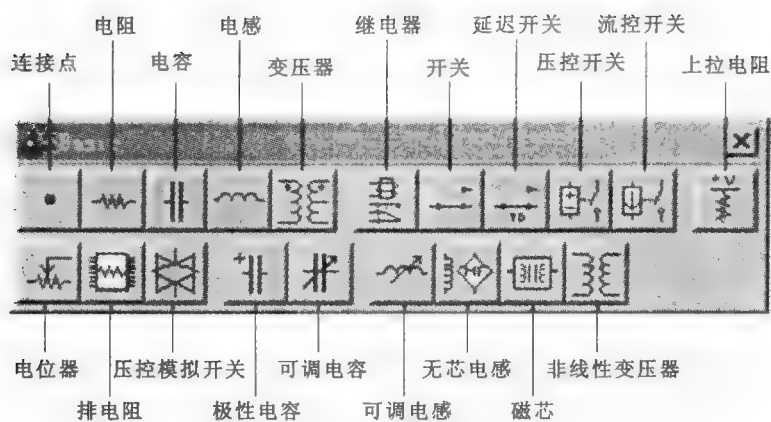 电阻 电感 继电器 延迟开关 流控开关
连接点 电容 变压器 开关 压控开关 上拉电阻
+V
TD
电位器 压控模拟开关 可调电容 无芯电感 非线性变压器
排电阻 极性电容 可调电感 磁芯